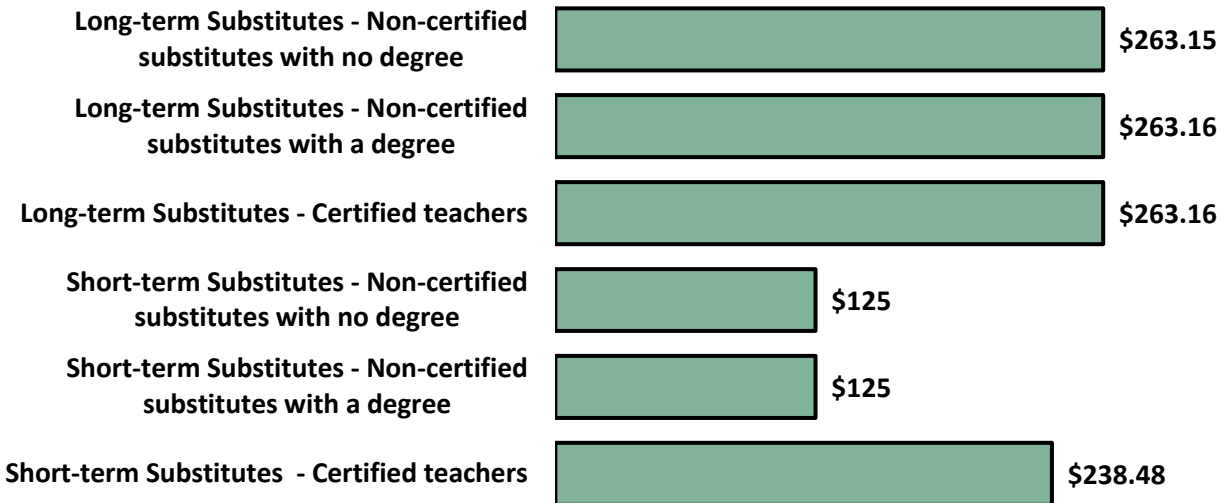 Long-term Substitutes - Non-certified
substitutes with no degree
$263.15
Long-term Substitutes - Non-certified
substitutes with a degree
$263.16
Long-term Substitutes - Certified teachers
$263.16
Short-term Substitutes - Non-certified
substitutes with no degree
$125
Short-term Substitutes - Non-certified
substitutes with a degree
$125
Short-term Substitutes  - Certified teachers
$238.48